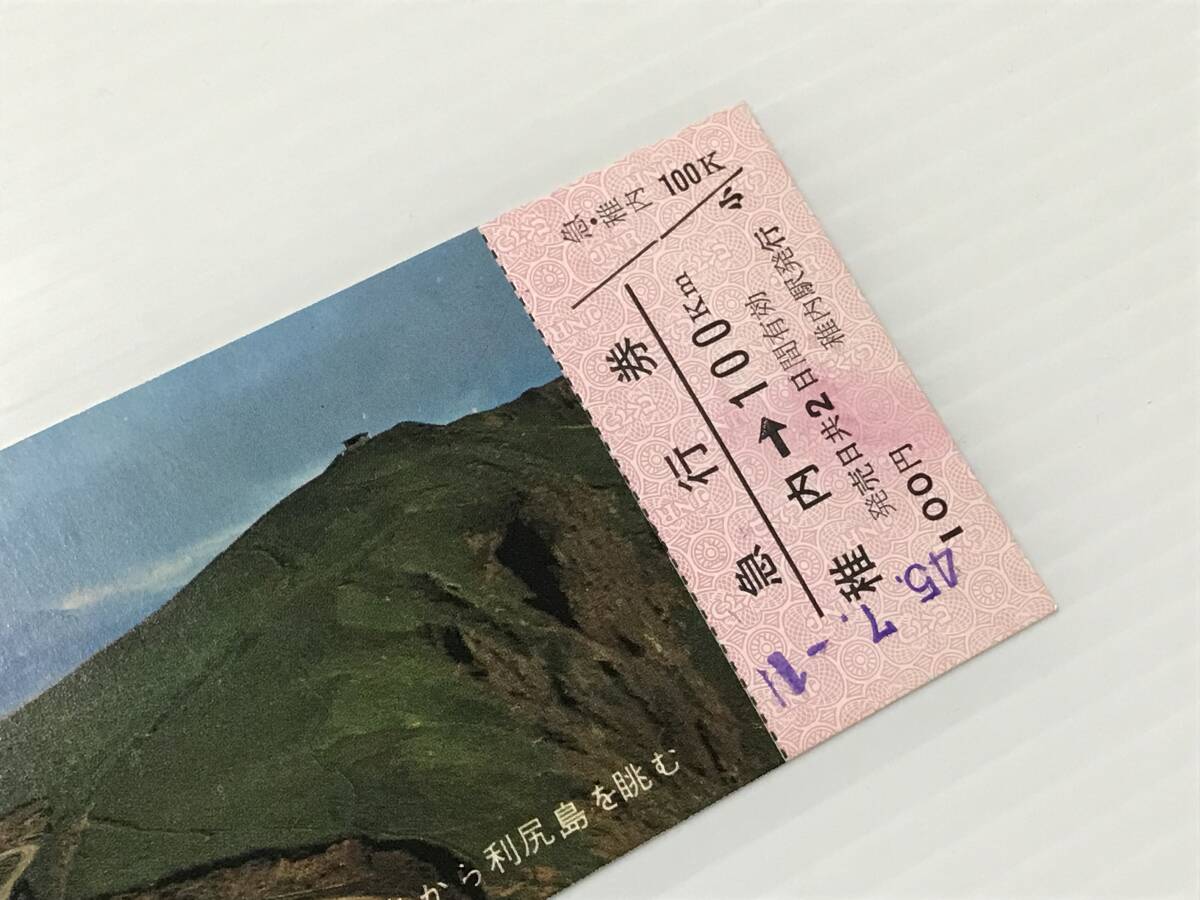 急行券
稚内→100Km
発売日共2日間有効
100円 稚内駅発行
45.
7.
急・稚内
100K
小
から利尻島を眺む